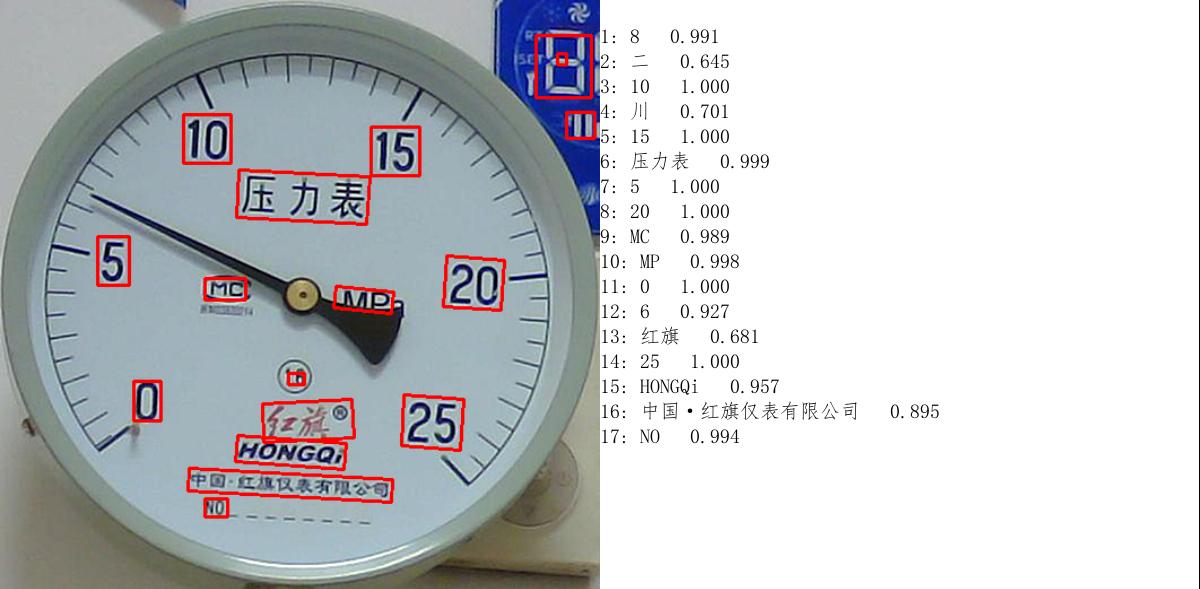 10
15
压力表
5
20
MC
MPa
0
1.6
红旗®
25
HONGQi
中国·红旗仪表有限公司
NO
SET
8
1: 8 0.991
2: 二 0.645
3: 10 1.000
4: 川 0.701
5: 15 1.000
6: 压力表 0.999
7: 5 1.000
8: 20 1.000
9: MC 0.989
10: MP 0.998
11: 0 1.000
12: 6 0.927
13: 红旗 0.681
14: 25 1.000
15: HONGQi 0.957
16: 中国·红旗仪表有限公司 0.895
17: NO 0.994